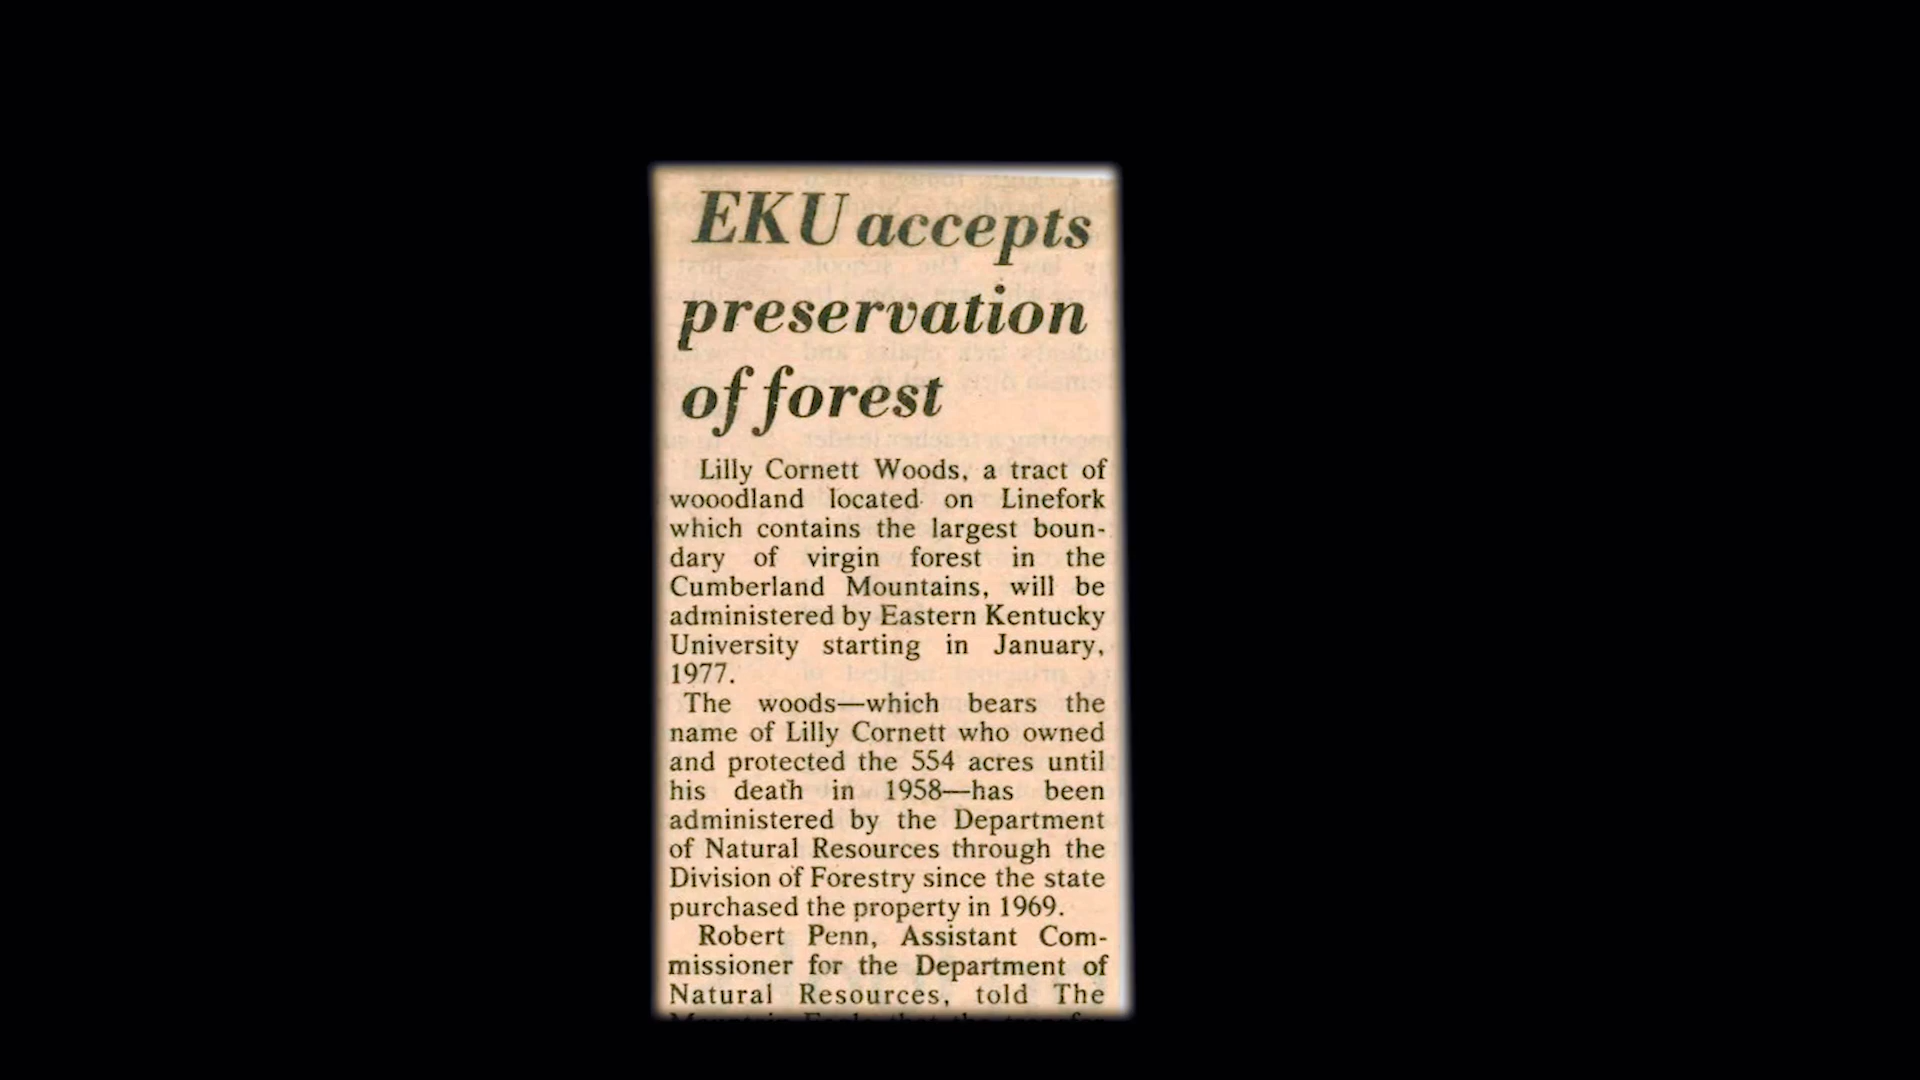 EKU accepts
preservation
of forest
Lilly Cornett Woods, a tract of
wooodland located on Linefork
which contains the largest boun-
dary of virgin forest in the
Cumberland Mountains, will be
administered by Eastern Kentucky
University starting in January,
1977.
The woods—which bears the
name of Lilly Cornett who owned
and protected the 554 acres until
his death in 1958—has been
administered by the Department
of Natural Resources through the
Division of Forestry since the state
purchased the property in 1969.
Robert Penn, Assistant Com-
missioner for the Department of
Natural Resources, told The